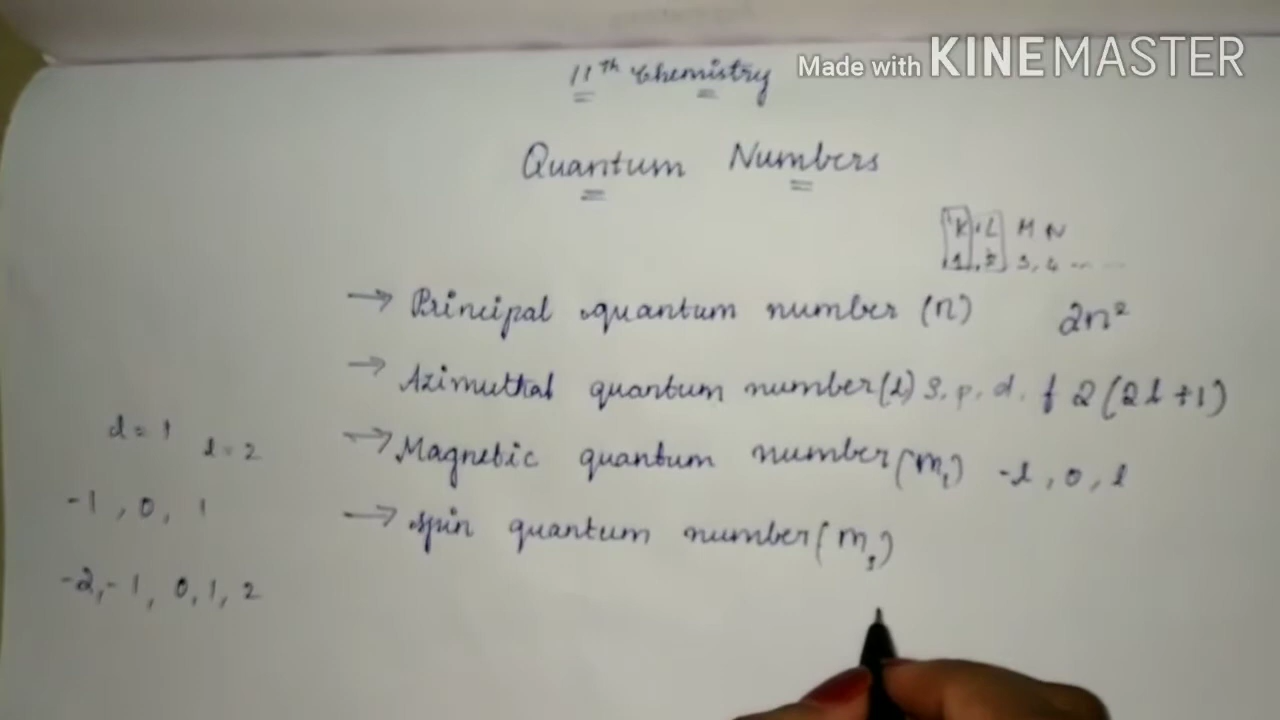 Made with KINEMASTER
11th Chemistry
Quantum Numbers
K, L M N
1, 2 3, 4 ... ...
→ Principal quantum number (n) 2n²
→ Azimuthal quantum number (l) s. p. d. f 2(2l+1)
→ Magnetic quantum number (ml) -l, 0, l
→ spin quantum number (ms)
l = 1 l = 2
-1, 0, 1
-2, -1, 0, 1, 2